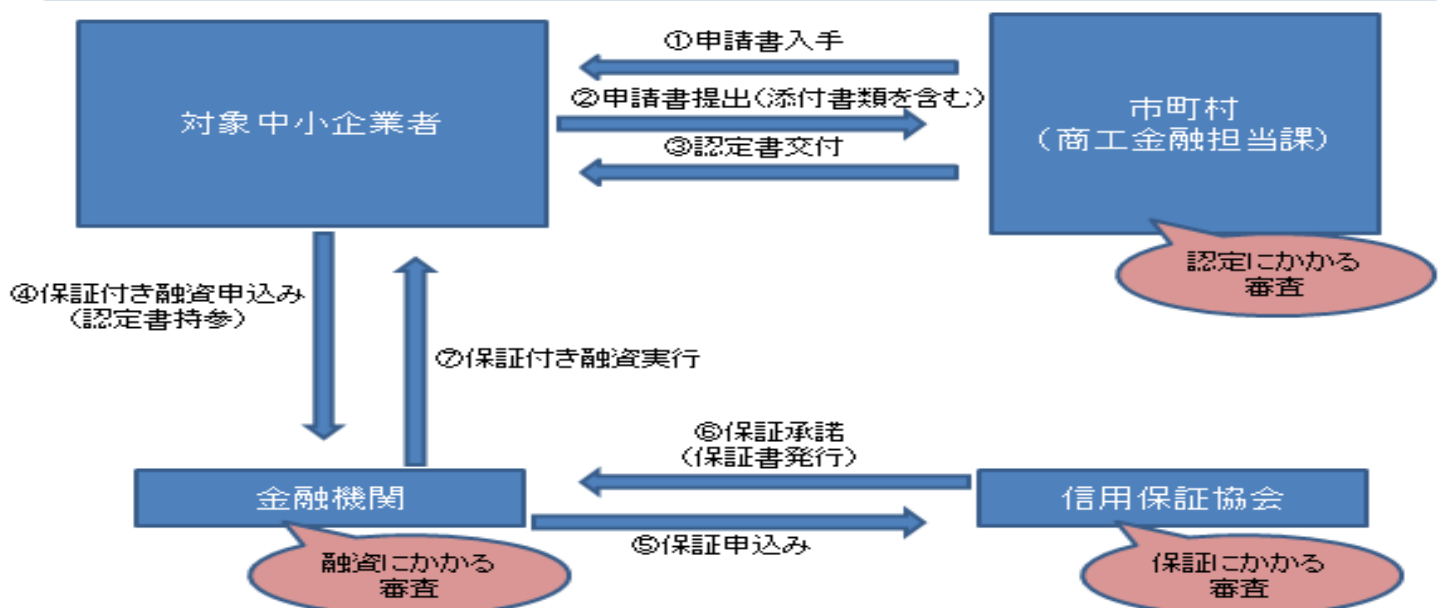 ①申請書入手
対象中小企業者
②申請書提出(添付書類を含む)
市町村
(商工金融担当課)
③認定書交付
認定にかかる
審査
④保証付き融資申込み
(認定書持参)
⑦保証付き融資実行
⑥保証承諾
(保証書発行)
金融機関
信用保証協会
⑤保証申込み
融資にかかる
審査
保証にかかる
審査